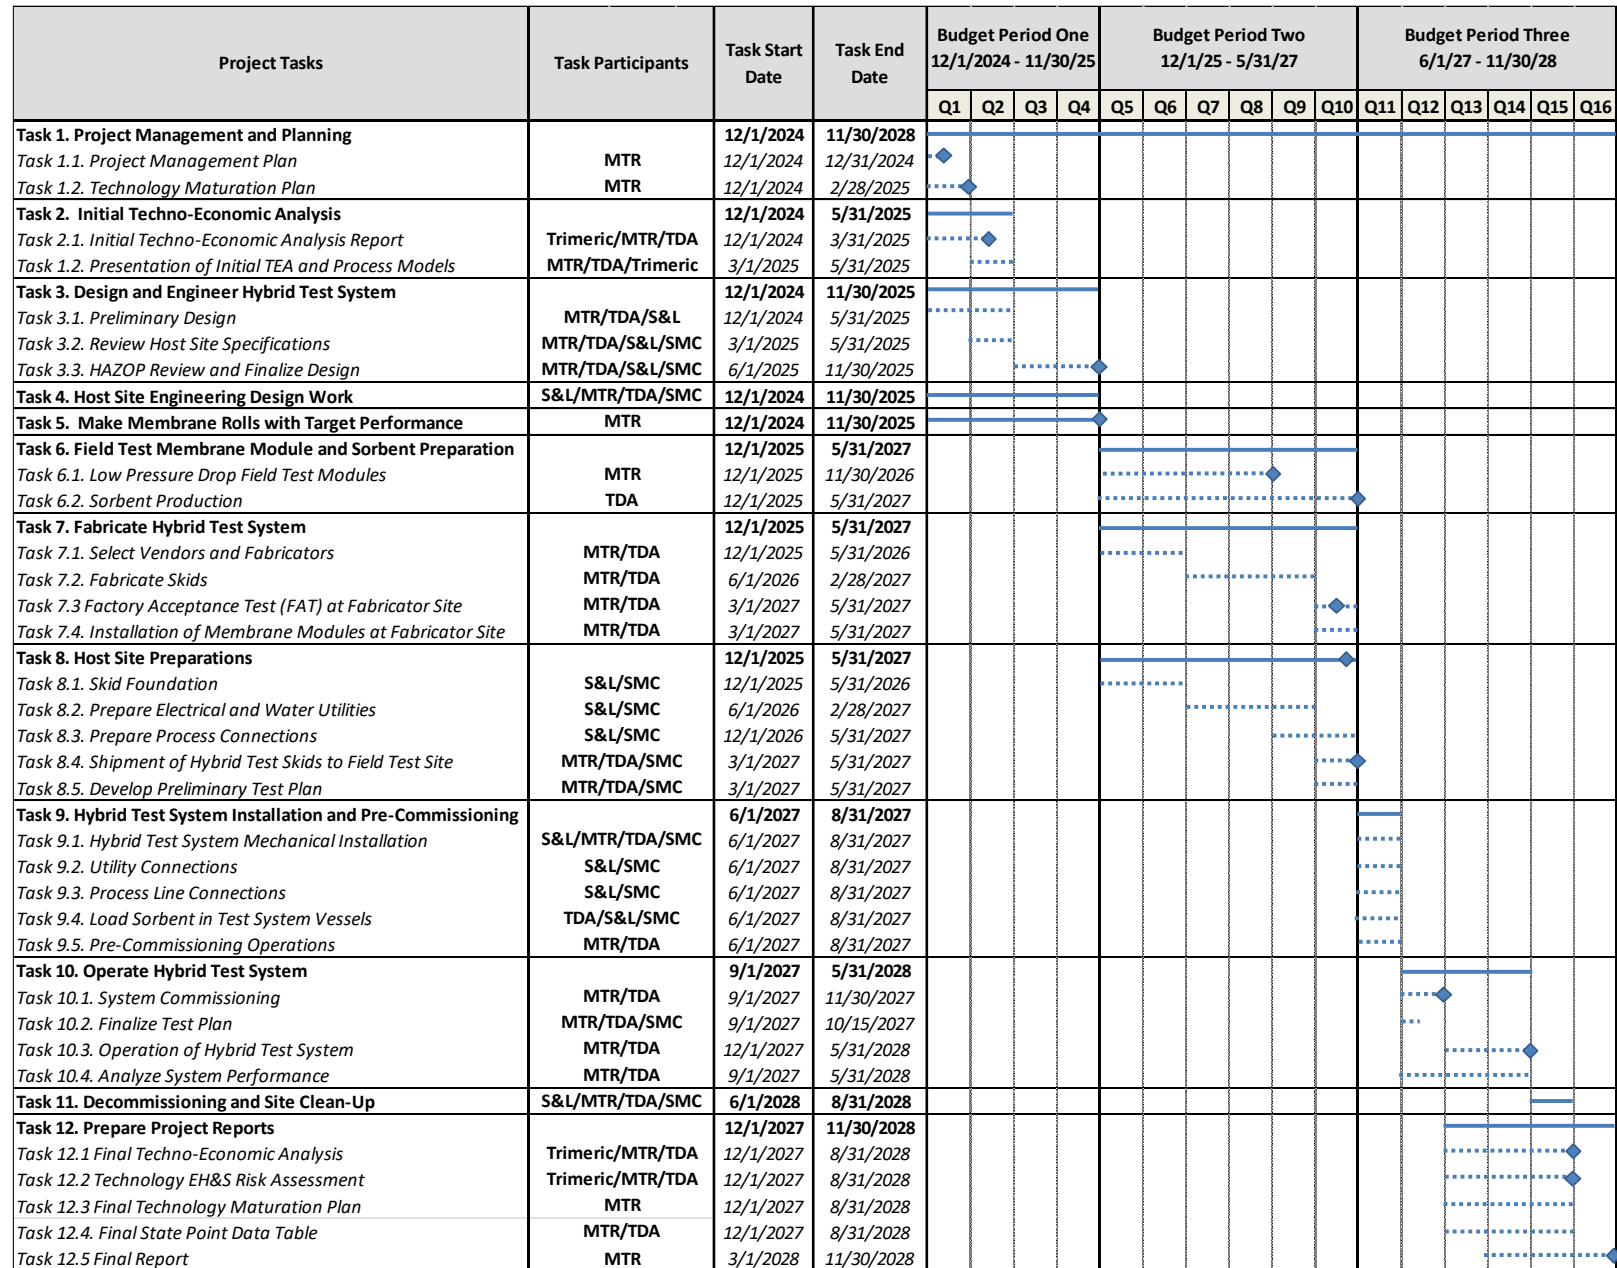 Project Tasks Task Participants Task Start Date Task End Date Budget Period One 12/1/2024 - 11/30/25 Budget Period Two 12/1/25 - 5/31/27 Budget Period Three 6/1/27 - 11/30/28
Q1 Q2 Q3 Q4 Q5 Q6 Q7 Q8 Q9 Q10 Q11 Q12 Q13 Q14 Q15 Q16
Task 1. Project Management and Planning 12/1/2024 11/30/2028
Task 1.1. Project Management Plan MTR 12/1/2024 12/31/2024
Task 1.2. Technology Maturation Plan MTR 12/1/2024 2/28/2025
Task 2. Initial Techno-Economic Analysis 12/1/2024 5/31/2025
Task 2.1. Initial Techno-Economic Analysis Report Trimeric/MTR/TDA 12/1/2024 3/31/2025
Task 1.2. Presentation of Initial TEA and Process Models MTR/TDA/Trimeric 3/1/2025 5/31/2025
Task 3. Design and Engineer Hybrid Test System 12/1/2024 11/30/2025
Task 3.1. Preliminary Design MTR/TDA/S&L 12/1/2024 5/31/2025
Task 3.2. Review Host Site Specifications MTR/TDA/S&L/SMC 3/1/2025 5/31/2025
Task 3.3. HAZOP Review and Finalize Design MTR/TDA/S&L/SMC 6/1/2025 11/30/2025
Task 4. Host Site Engineering Design Work S&L/MTR/TDA/SMC 12/1/2024 11/30/2025
Task 5. Make Membrane Rolls with Target Performance MTR 12/1/2024 11/30/2025
Task 6. Field Test Membrane Module and Sorbent Preparation 12/1/2025 5/31/2027
Task 6.1. Low Pressure Drop Field Test Modules MTR 12/1/2025 11/30/2026
Task 6.2. Sorbent Production TDA 12/1/2025 5/31/2027
Task 7. Fabricate Hybrid Test System 12/1/2025 5/31/2027
Task 7.1. Select Vendors and Fabricators MTR/TDA 12/1/2025 5/31/2026
Task 7.2. Fabricate Skids MTR/TDA 6/1/2026 2/28/2027
Task 7.3 Factory Acceptance Test (FAT) at Fabricator Site MTR/TDA 3/1/2027 5/31/2027
Task 7.4. Installation of Membrane Modules at Fabricator Site MTR/TDA 3/1/2027 5/31/2027
Task 8. Host Site Preparations 12/1/2025 5/31/2027
Task 8.1. Skid Foundation S&L/SMC 12/1/2025 5/31/2026
Task 8.2. Prepare Electrical and Water Utilities S&L/SMC 6/1/2026 2/28/2027
Task 8.3. Prepare Process Connections S&L/SMC 12/1/2026 5/31/2027
Task 8.4. Shipment of Hybrid Test Skids to Field Test Site MTR/TDA/SMC 3/1/2027 5/31/2027
Task 8.5. Develop Preliminary Test Plan MTR/TDA/SMC 3/1/2027 5/31/2027
Task 9. Hybrid Test System Installation and Pre-Commissioning 6/1/2027 8/31/2027
Task 9.1. Hybrid Test System Mechanical Installation S&L/MTR/TDA/SMC 6/1/2027 8/31/2027
Task 9.2. Utility Connections S&L/SMC 6/1/2027 8/31/2027
Task 9.3. Process Line Connections S&L/SMC 6/1/2027 8/31/2027
Task 9.4. Load Sorbent in Test System Vessels TDA/S&L/SMC 6/1/2027 8/31/2027
Task 9.5. Pre-Commissioning Operations MTR/TDA 6/1/2027 8/31/2027
Task 10. Operate Hybrid Test System 9/1/2027 5/31/2028
Task 10.1. System Commissioning MTR/TDA 9/1/2027 11/30/2027
Task 10.2. Finalize Test Plan MTR/TDA/SMC 9/1/2027 10/15/2027
Task 10.3. Operation of Hybrid Test System MTR/TDA 12/1/2027 5/31/2028
Task 10.4. Analyze System Performance MTR/TDA 9/1/2027 5/31/2028
Task 11. Decommissioning and Site Clean-Up S&L/MTR/TDA/SMC 6/1/2028 8/31/2028
Task 12. Prepare Project Reports 12/1/2027 11/30/2028
Task 12.1 Final Techno-Economic Analysis Trimeric/MTR/TDA 12/1/2027 8/31/2028
Task 12.2 Technology EH&S Risk Assessment Trimeric/MTR/TDA 12/1/2027 8/31/2028
Task 12.3 Final Technology Maturation Plan MTR 12/1/2027 8/31/2028
Task 12.4. Final State Point Data Table MTR/TDA 12/1/2027 8/31/2028
Task 12.5 Final Report MTR 3/1/2028 11/30/2028